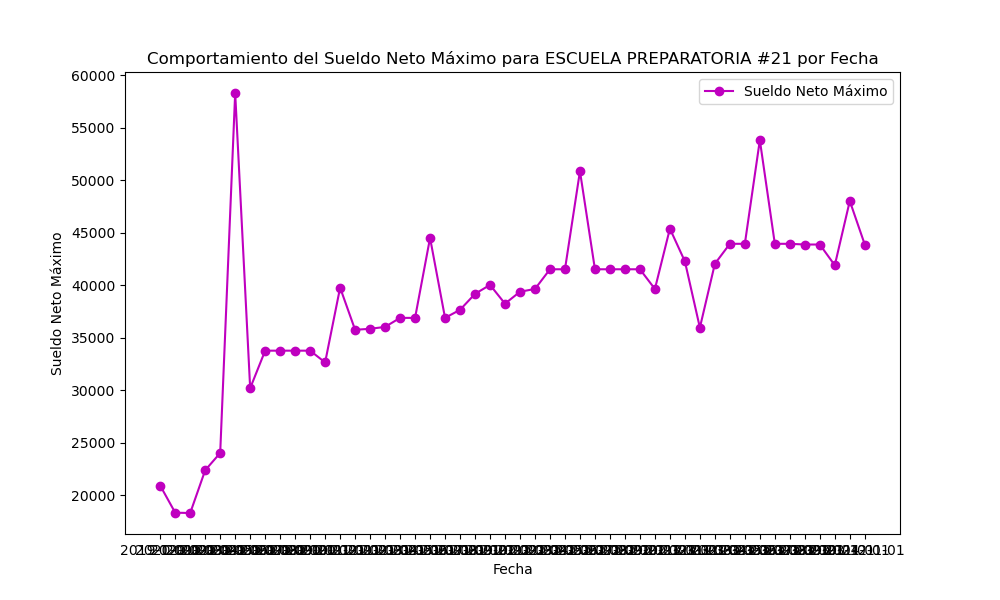 Comportamiento del Sueldo Neto Máximo para ESCUELA PREPARATORIA #21 por Fecha
60000
55000
50000
45000
40000
35000
30000
25000
20000
Sueldo Neto Máximo
Sueldo Neto Máximo
Fecha